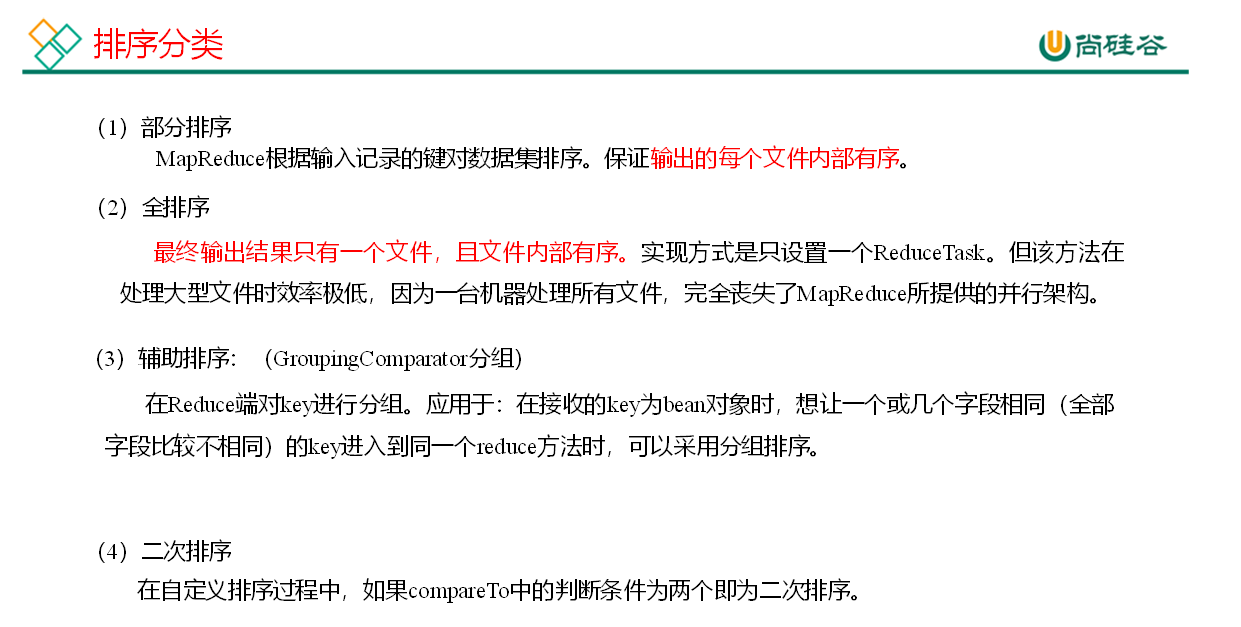 排序分类
尚硅谷
（1）部分排序
MapReduce根据输入记录的键对数据集排序。保证输出的每个文件内部有序。
（2）全排序
最终输出结果只有一个文件，且文件内部有序。实现方式是只设置一个ReduceTask。但该方法在
处理大型文件时效率极低，因为一台机器处理所有文件，完全丧失了MapReduce所提供的并行架构。
（3）辅助排序：（GroupingComparator分组）
在Reduce端对key进行分组。应用于：在接收的key为bean对象时，想让一个或几个字段相同（全部
字段比较不相同）的key进入到同一个reduce方法时，可以采用分组排序。
（4）二次排序
在自定义排序过程中，如果compareTo中的判断条件为两个即为二次排序。